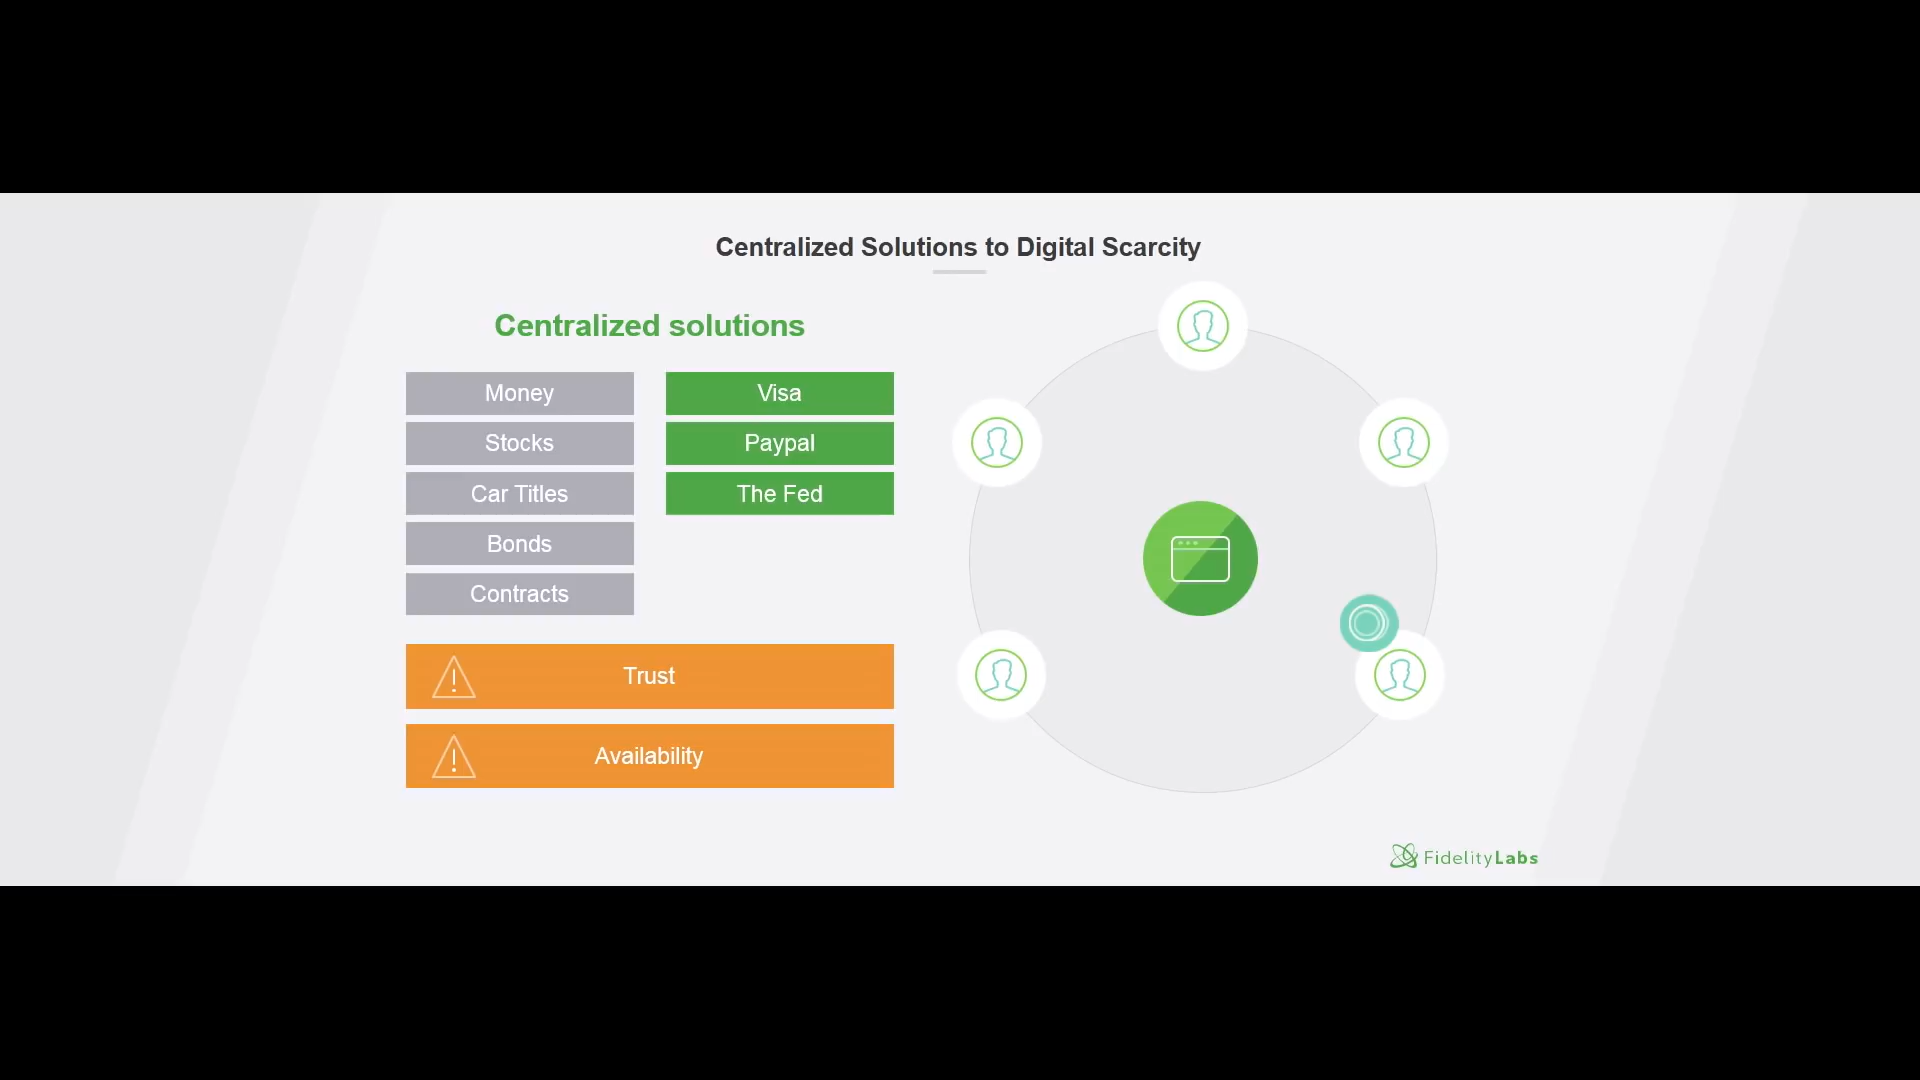 Centralized Solutions to Digital Scarcity
Centralized solutions
Money
Visa
Stocks
Paypal
Car Titles
The Fed
Bonds
Contracts
Trust
Availability
FidelityLabs